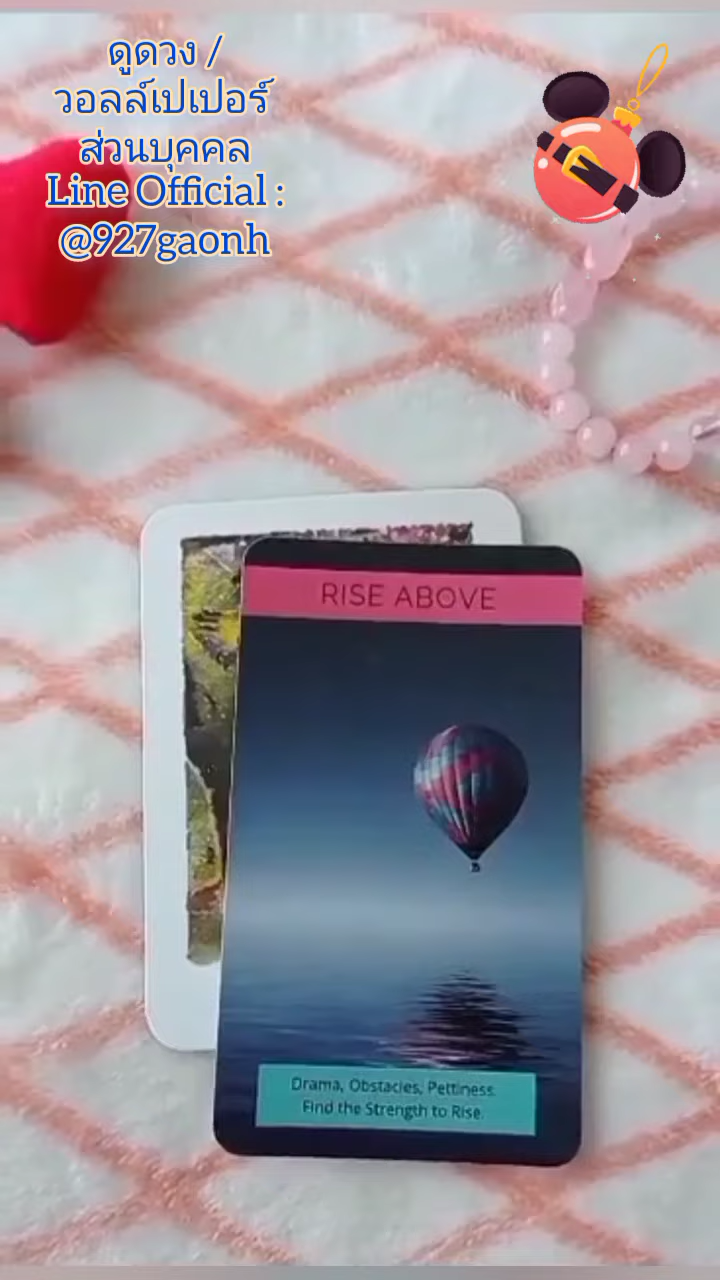 ดูดวง /
วอลล์เปเปอร์
ส่วนบุคคล
Line Official :
@927gaonh
RISE ABOVE
Drama, Obstacles, Pettiness.
Find the Strength to Rise.